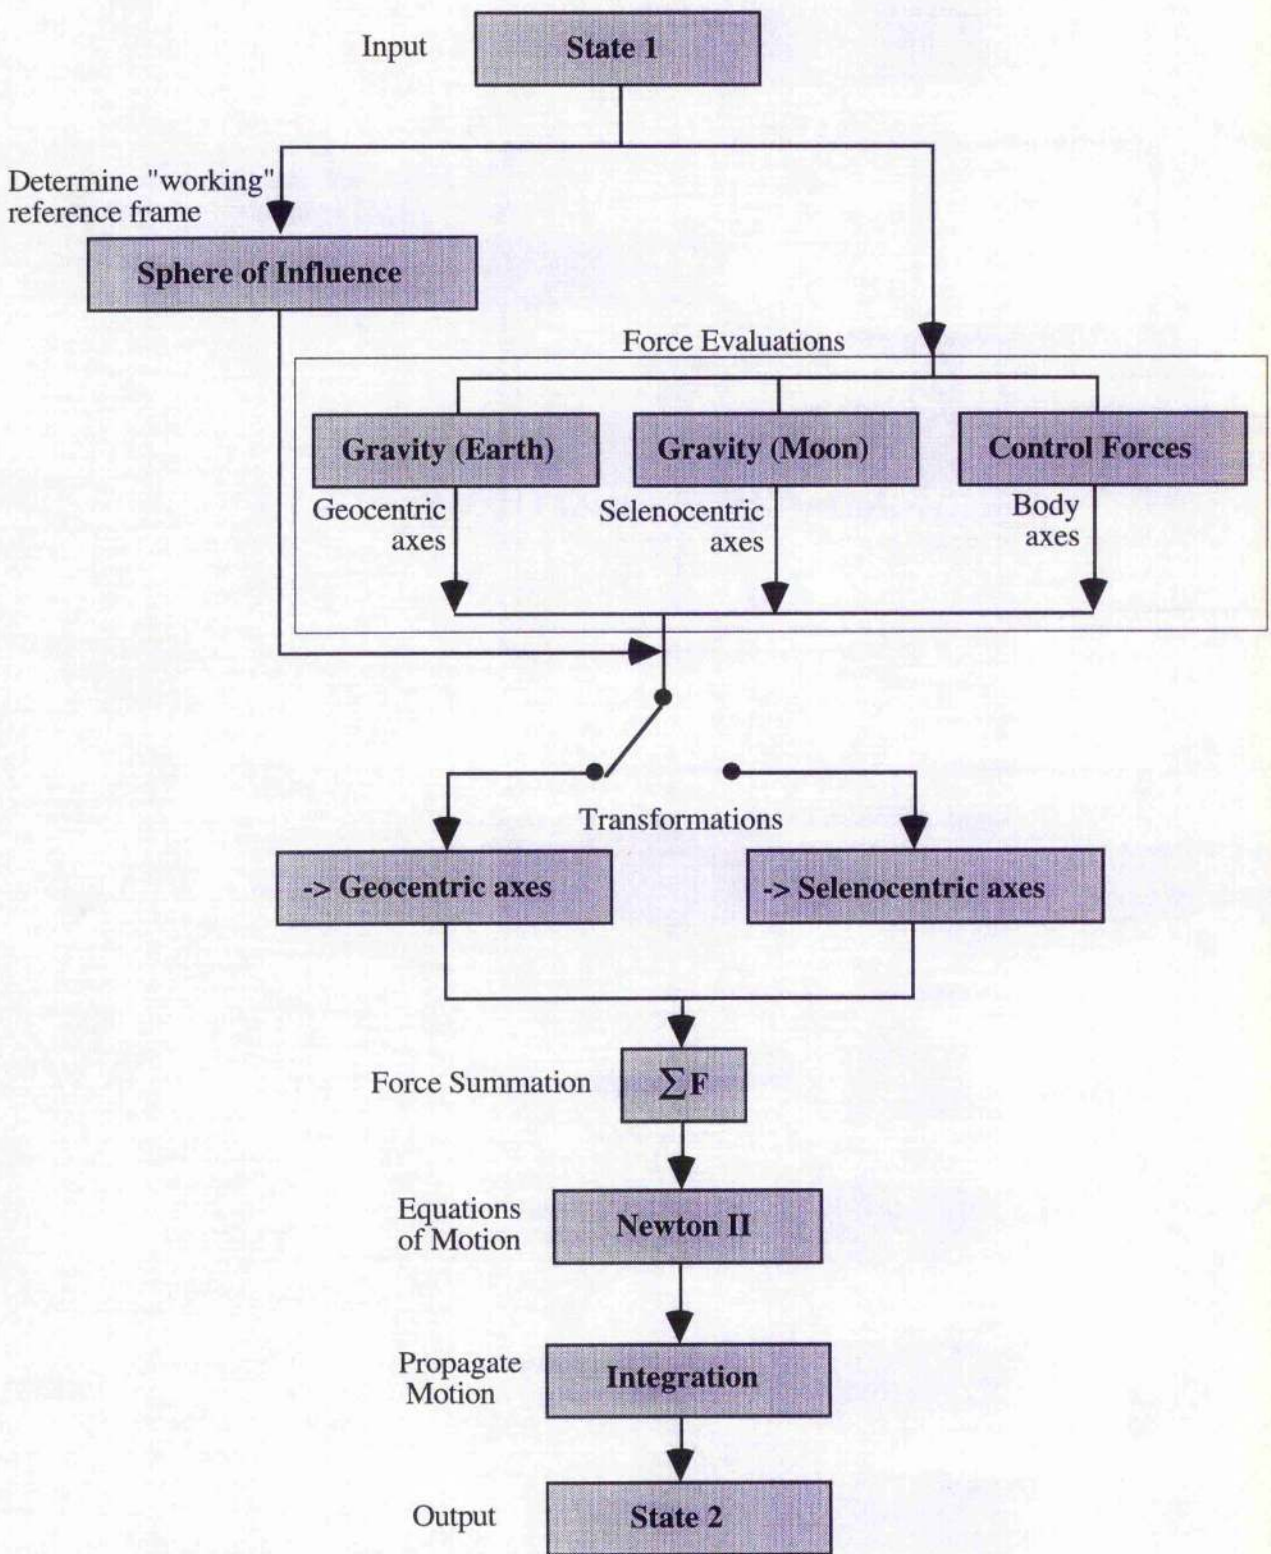 Input
State 1
Determine "working"
reference frame
Sphere of Influence
Force Evaluations
Gravity (Earth)
Gravity (Moon)
Control Forces
Geocentric
axes
Selenocentric
axes
Body
axes
Transformations
-> Geocentric axes
-> Selenocentric axes
Force Summation
∑F
Equations
of Motion
Newton II
Propagate
Motion
Integration
Output
State 2